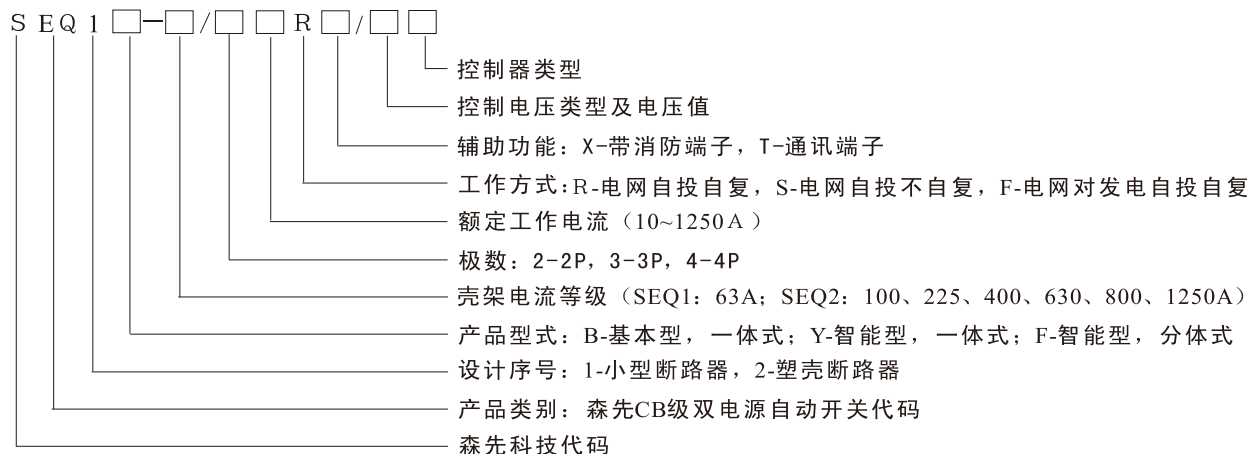 SEQ1□-□/□□R□/□□
控制器类型
控制电压类型及电压值
辅助功能：X-带消防端子，T-通讯端子
工作方式：R-电网自投自复，S-电网自投不自复，F-电网对发电自投自复
额定工作电流（10~1250A）
极数：2-2P，3-3P，4-4P
壳架电流等级（SEQ1：63A；SEQ2：100、225、400、630、800、1250A）
产品型式：B-基本型，一体式；Y-智能型，一体式；F-智能型，分体式
设计序号：1-小型断路器，2-塑壳断路器
产品类别：森先CB级双电源自动开关代码
森先科技代码